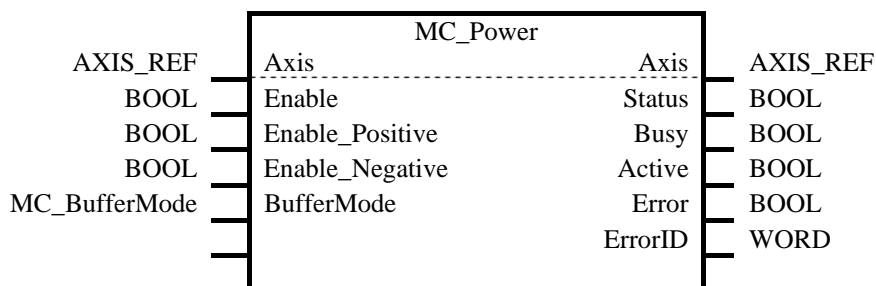 MC_Power
AXIS_REF Axis Axis AXIS_REF
BOOL Enable Status BOOL
BOOL Enable_Positive Busy BOOL
BOOL Enable_Negative Active BOOL
MC_BufferMode BufferMode Error BOOL
ErrorID WORD